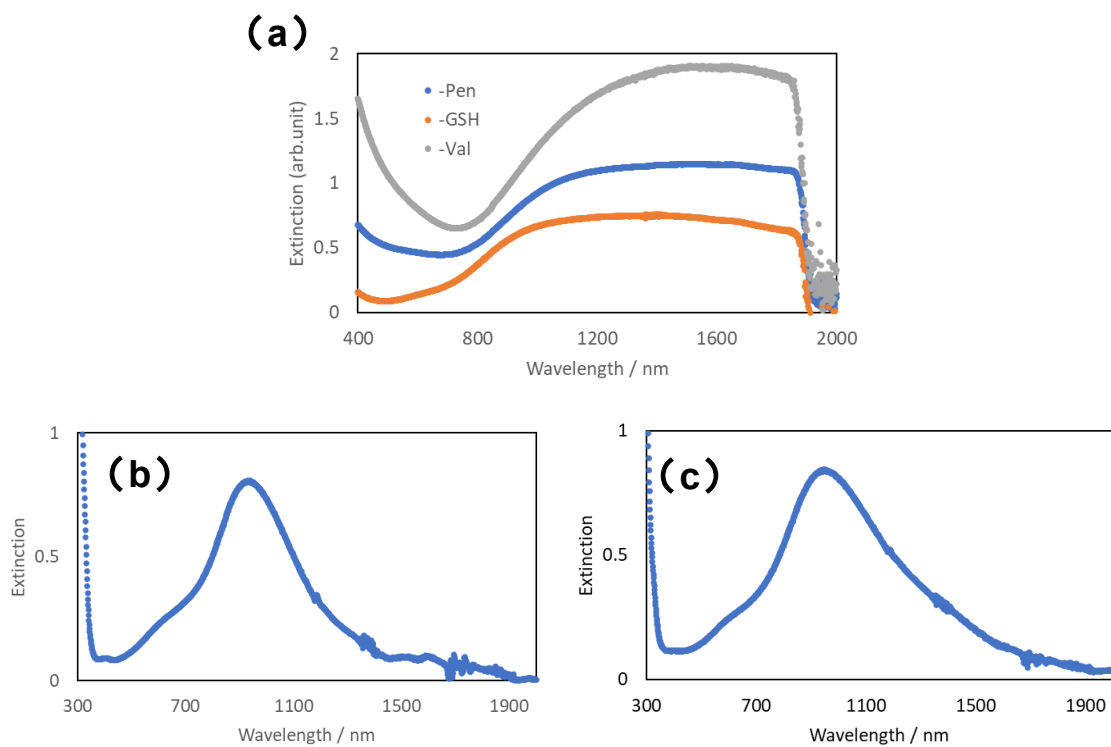 (a)
2
1.5
1
0.5
0
Extinction (arb.unit)
-Pen
-GSH
-Val
400 800 1200 1600 2000
Wavelength / nm
(b)
1
0.5
0
Extinction
300 700 1100 1500 1900
Wavelength / nm
(c)
1
0.5
0
Extinction
300 700 1100 1500 1900
Wavelength / nm